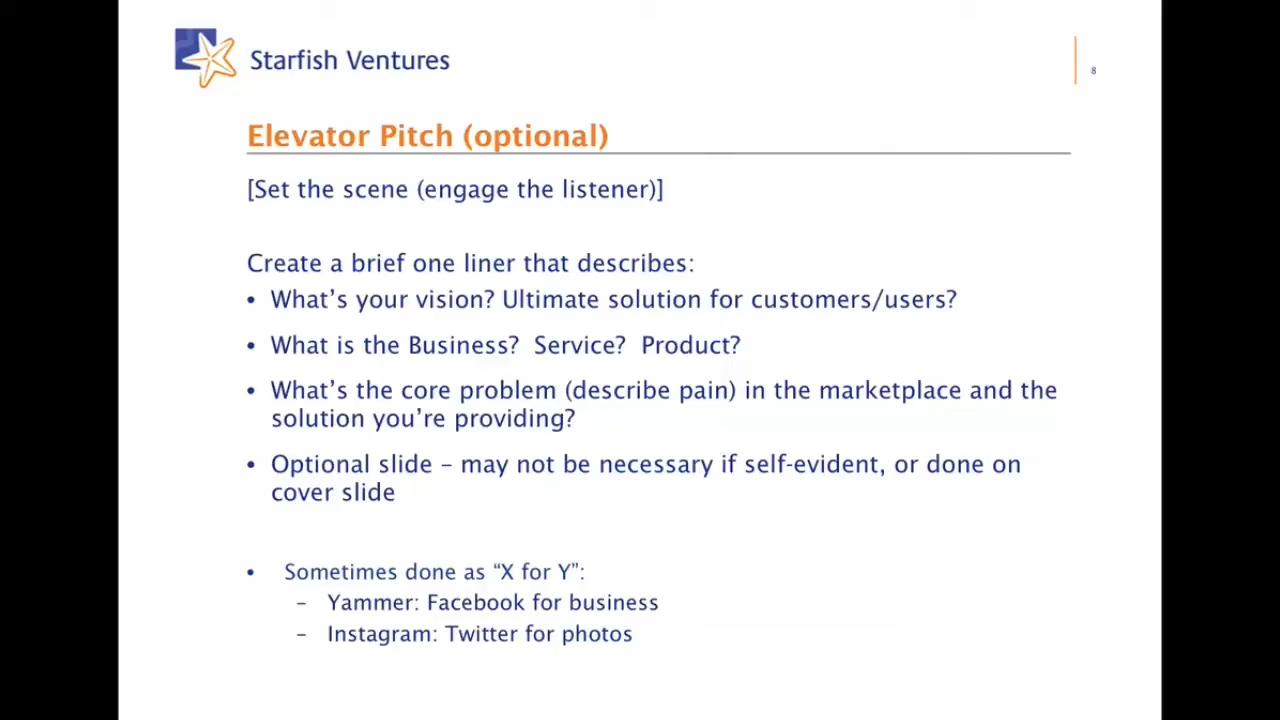 Starfish Ventures
8
Elevator Pitch (optional)
[Set the scene (engage the listener)]
Create a brief one liner that describes:
• What’s your vision? Ultimate solution for customers/users?
• What is the Business?  Service?  Product?
• What’s the core problem (describe pain) in the marketplace and the
solution you’re providing?
• Optional slide – may not be necessary if self-evident, or done on
cover slide
• Sometimes done as “X for Y”:
– Yammer: Facebook for business
– Instagram: Twitter for photos